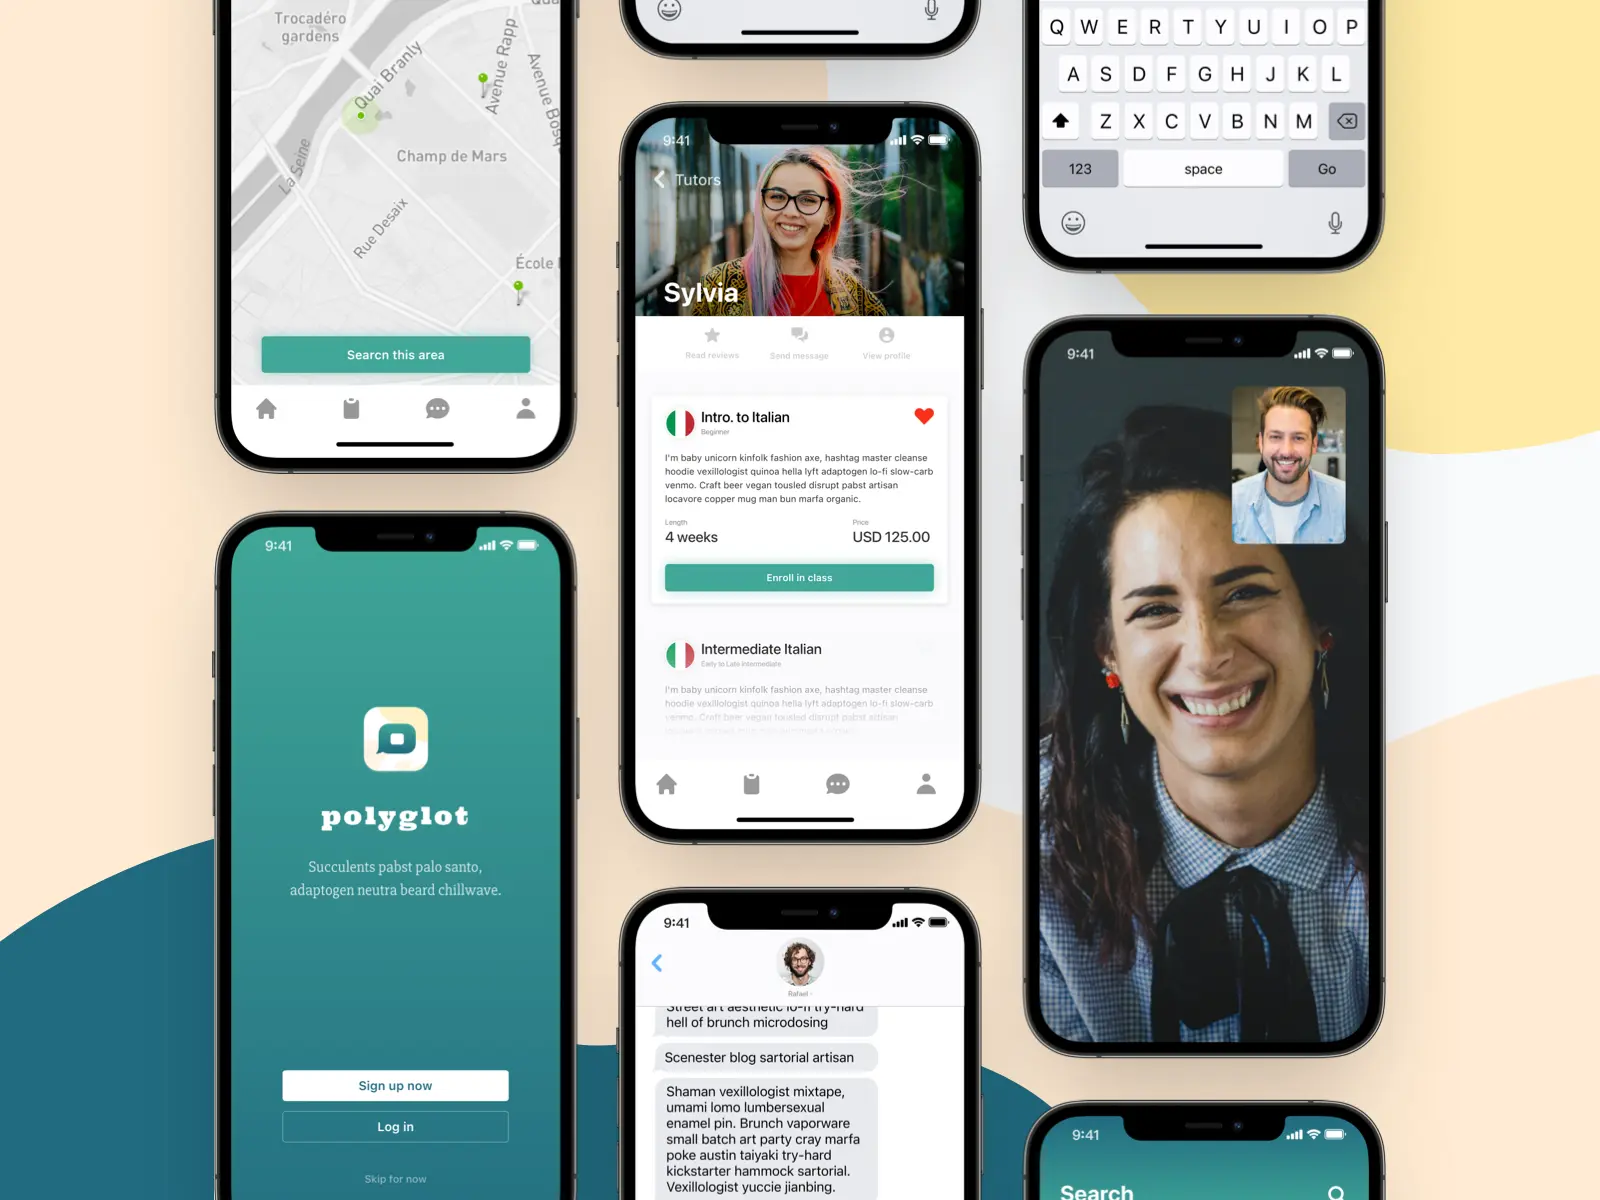 Trocadéro
gardens
Quai Branly
Avenue Rapp
Avenue Bosq
La Seine
Champ de Mars
Rue Desaix
École
Search this area
9:41
polyglot
Succulents pabst palo santo,
adaptogen neutra beard chillwave.
Sign up now
Log in
Skip for now
9:41
Tutors
Sylvia
Read reviews
Send message
View profile
Intro. to Italian
Beginner
I'm baby unicorn kinfolk fashion axe, hashtag master cleanse
hoodie vexillologist quinoa hella lyft adaptogen lo-fi slow-carb
venmo. Craft beer vegan tousled disrupt pabst artisan
locavore copper mug man bun marfa organic.
Length
Price
4 weeks
USD 125.00
Enroll in class
Intermediate Italian
Early to Late intermediate
I'm baby unicorn kinfolk fashion axe, hashtag master cleanse
hoodie vexillologist quinoa hella lyft adaptogen lo-fi slow-carb
venmo. Craft beer vegan tousled disrupt pabst artisan
9:41
Rafael
Street art aesthetic lo-fi try-hard
hell of brunch microdosing
Scenester blog sartorial artisan
Shaman vexillologist mixtape,
umami lomo lumbersexual
enamel pin. Brunch vaporware
small batch art party cray marfa
poke austin taiyaki try-hard
kickstarter hammock sartorial.
Vexillologist yuccie jianbing.
Q W E R T Y U I O P
A S D F G H J K L
Z X C V B N M
123
space
Go
9:41
9:41
Search